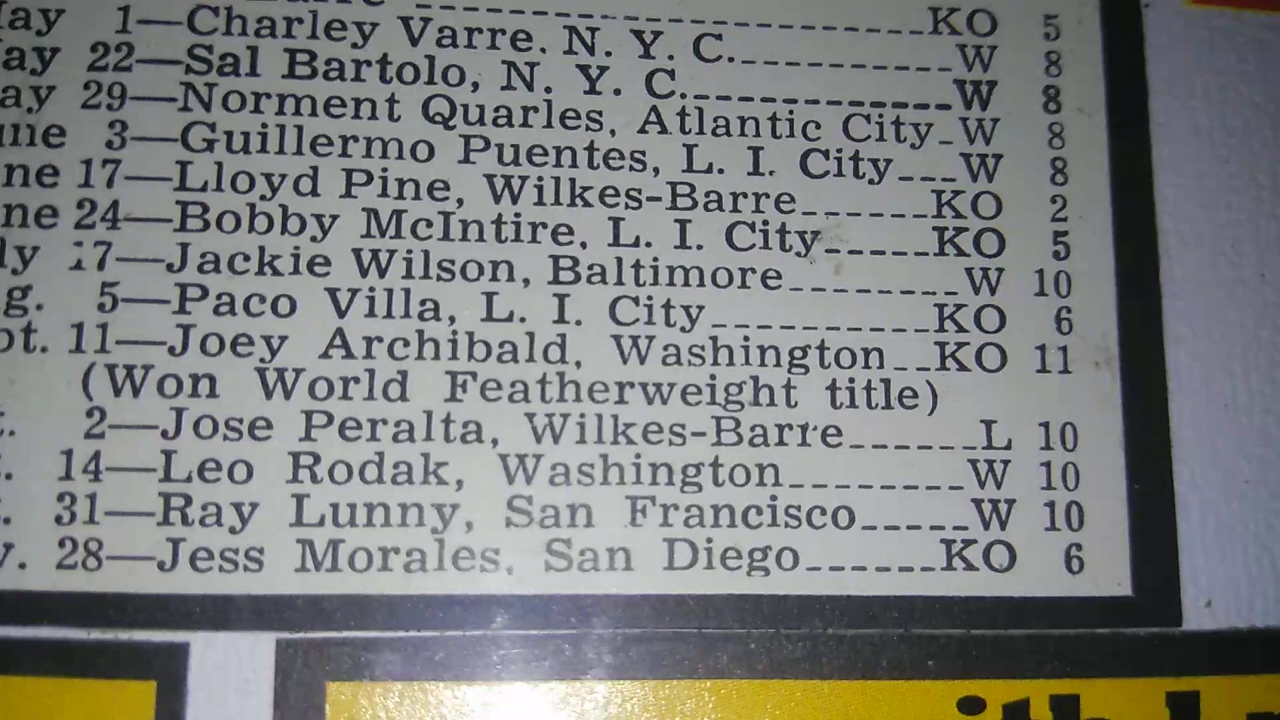 KO 5
May 1—Charley Varre, N. Y. C.-----------W 8
ay 22—Sal Bartolo, N. Y. C.-------------W 8
ay 29—Norment Quarles, Atlantic City-W 8
une 3—Guillermo Puentes, L. I. City---W 8
ne 17—Lloyd Pine, Wilkes-Barre------KO 2
ne 24—Bobby McIntire, L. I. City-----KO 5
ly 17—Jackie Wilson, Baltimore--------W 10
g. 5—Paco Villa, L. I. City----------KO 6
pt. 11—Joey Archibald, Washington--KO 11
(Won World Featherweight title)
. 2—Jose Peralta, Wilkes-Barre------L 10
. 14—Leo Rodak, Washington--------W 10
. 31—Ray Lunny, San Francisco-----W 10
. 28—Jess Morales, San Diego------KO 6